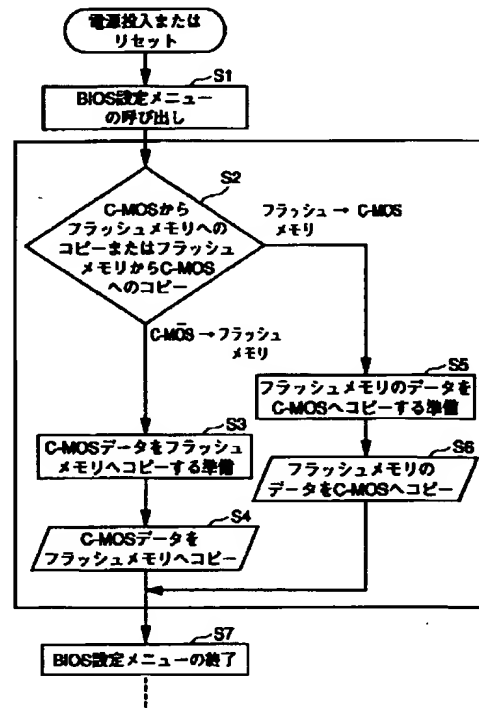 電源投入または
リセット
S1
BIOS設定メニュー
の呼び出し
S2
C-MOSから
フラッシュメモリへの
コピーまたはフラッシュ
メモリからC-MOS
へのコピー
フラッシュ → C-MOS
メモリ
C-MOS → フラッシュ
メモリ
S5
フラッシュメモリのデータを
C-MOSへコピーする準備
S3
C-MOSデータをフラッシュ
メモリへコピーする準備
S6
フラッシュメモリの
データをC-MOSへコピー
S4
C-MOSデータを
フラッシュメモリへコピー
S7
BIOS設定メニューの終了